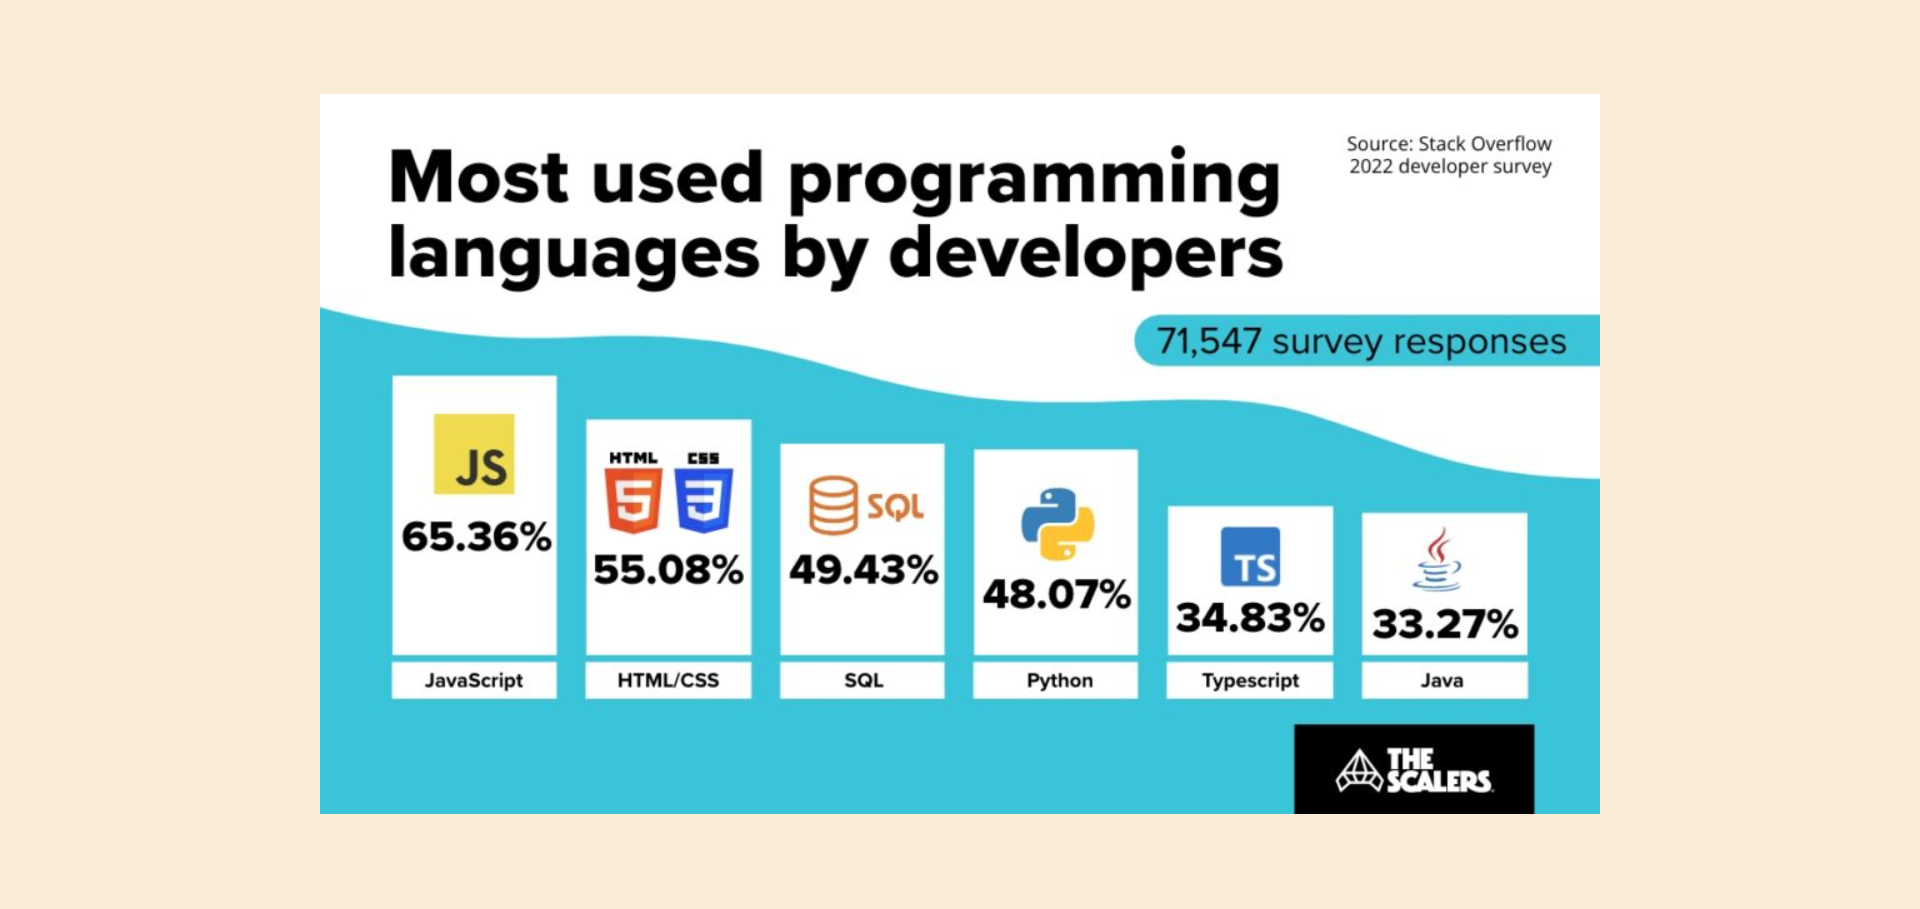 Most used programming
languages by developers
Source: Stack Overflow
2022 developer survey
71,547 survey responses
JS
65.36%
JavaScript
HTML CSS
5 3
55.08%
HTML/CSS
SQL
49.43%
SQL
48.07%
Python
TS
34.83%
Typescript
33.27%
Java
THE
SCALERS